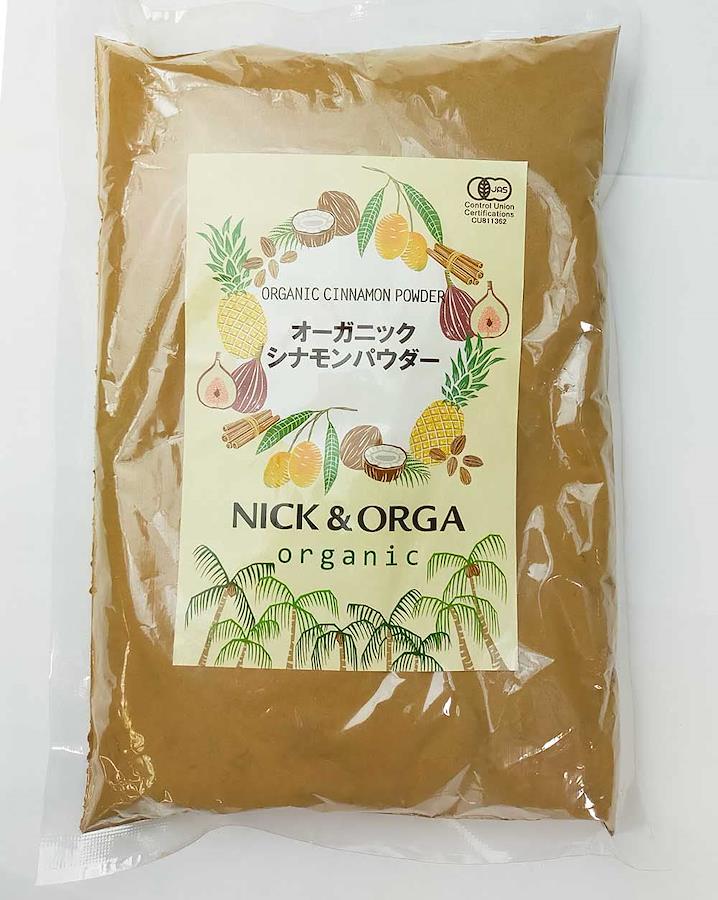 JAS
Control Union
Certifications
CU811362
ORGANIC CINNAMON POWDER
オーガニック
シナモンパウダー
NICK & ORGA
organic